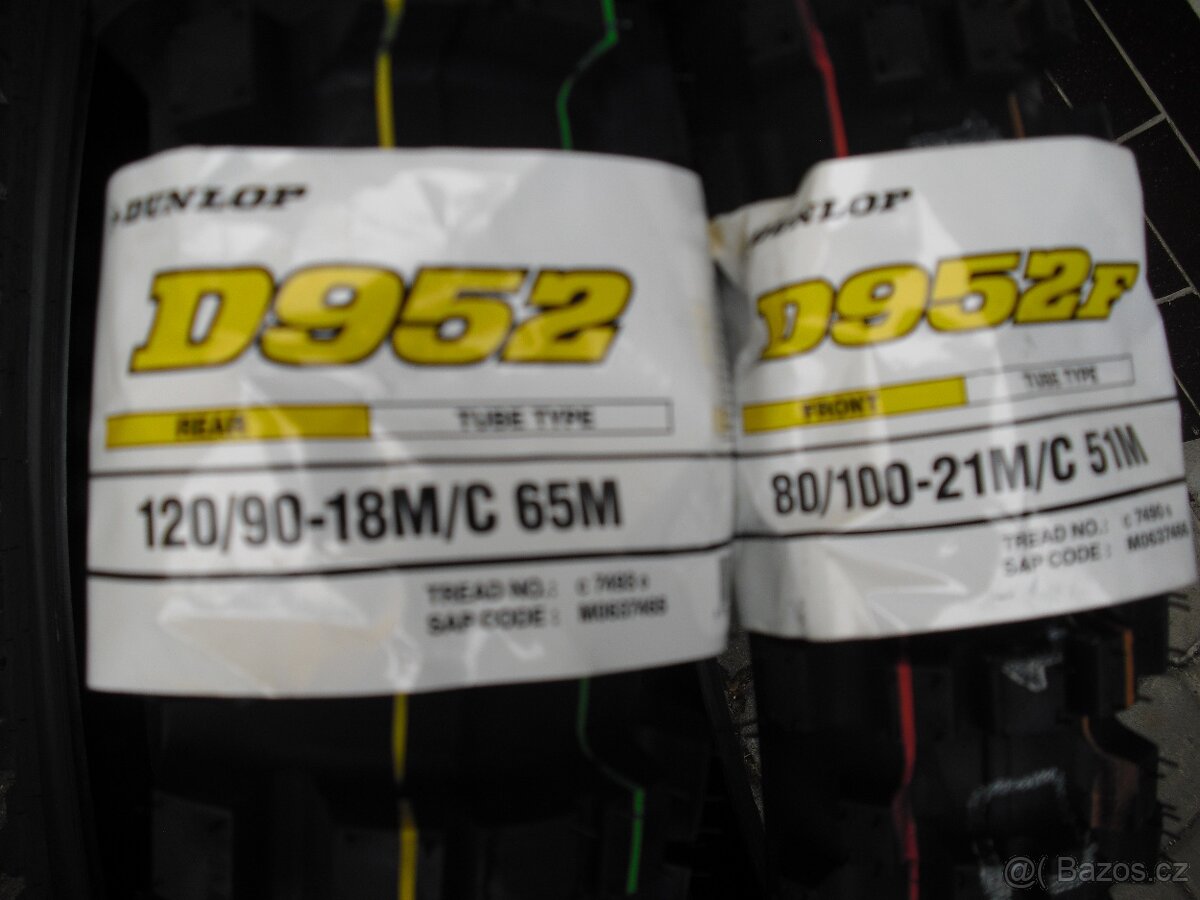 DUNLOP
D952
REAR TUBE TYPE
120/90-18M/C 65M
TREAD NO.:
SAP CODE :
DUNLOP
D952F
FRONT TUBE TYPE
80/100-21M/C 51M
TREAD NO.:
SAP CODE :
@( Bazos.cz